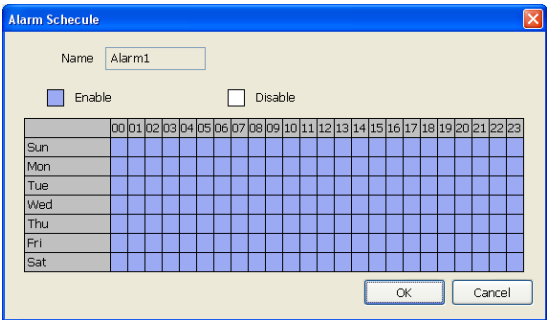 Alarm Schecule
Name Alarm1
Enable Disable
00 01 02 03 04 05 06 07 08 09 10 11 12 13 14 15 16 17 18 19 20 21 22 23
Sun
Mon
Tue
Wed
Thu
Fri
Sat
OK Cancel